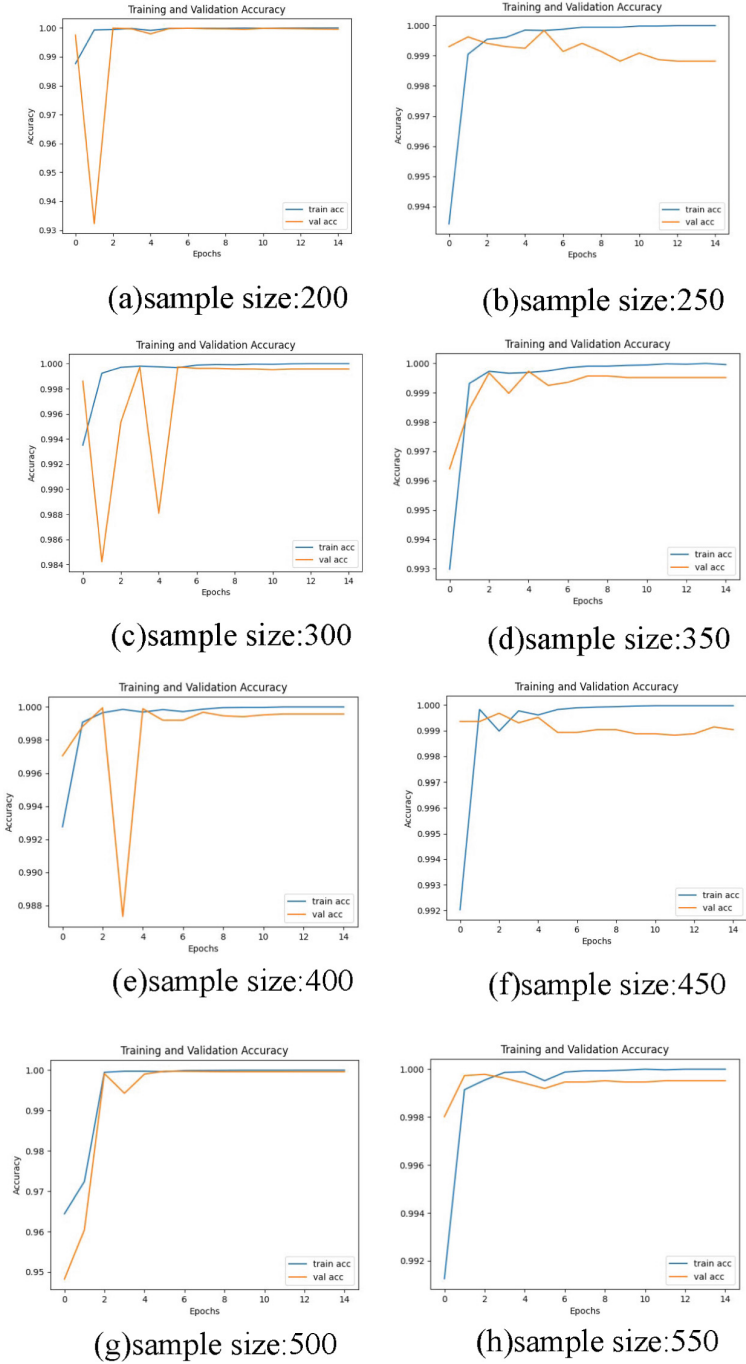 Training and Validation Accuracy
1.00
0.99
0.98
0.97
0.96
0.95
0.94
0.93
Accuracy
train acc
val acc
0 2 4 6 8 10 12 14
Epochs
(a)sample size:200
Training and Validation Accuracy
1.000
0.999
0.998
0.997
0.996
0.995
0.994
Accuracy
train acc
val acc
0 2 4 6 8 10 12 14
Epochs
(b)sample size:250
Training and Validation Accuracy
1.000
0.998
0.996
0.994
0.992
0.990
0.988
0.986
0.984
Accuracy
train acc
val acc
0 2 4 6 8 10 12 14
Epochs
(c)sample size:300
Training and Validation Accuracy
1.000
0.999
0.998
0.997
0.996
0.995
0.994
0.993
Accuracy
train acc
val acc
0 2 4 6 8 10 12 14
Epochs
(d)sample size:350
Training and Validation Accuracy
1.000
0.998
0.996
0.994
0.992
0.990
0.988
Accuracy
train acc
val acc
0 2 4 6 8 10 12 14
Epochs
(e)sample size:400
Training and Validation Accuracy
1.000
0.999
0.998
0.997
0.996
0.995
0.994
0.993
0.992
Accuracy
train acc
val acc
0 2 4 6 8 10 12 14
Epochs
(f)sample size:450
Training and Validation Accuracy
1.00
0.99
0.98
0.97
0.96
0.95
Accuracy
train acc
val acc
0 2 4 6 8 10 12 14
Epochs
(g)sample size:500
Training and Validation Accuracy
1.000
0.998
0.996
0.994
0.992
Accuracy
train acc
val acc
0 2 4 6 8 10 12 14
Epochs
(h)sample size:550